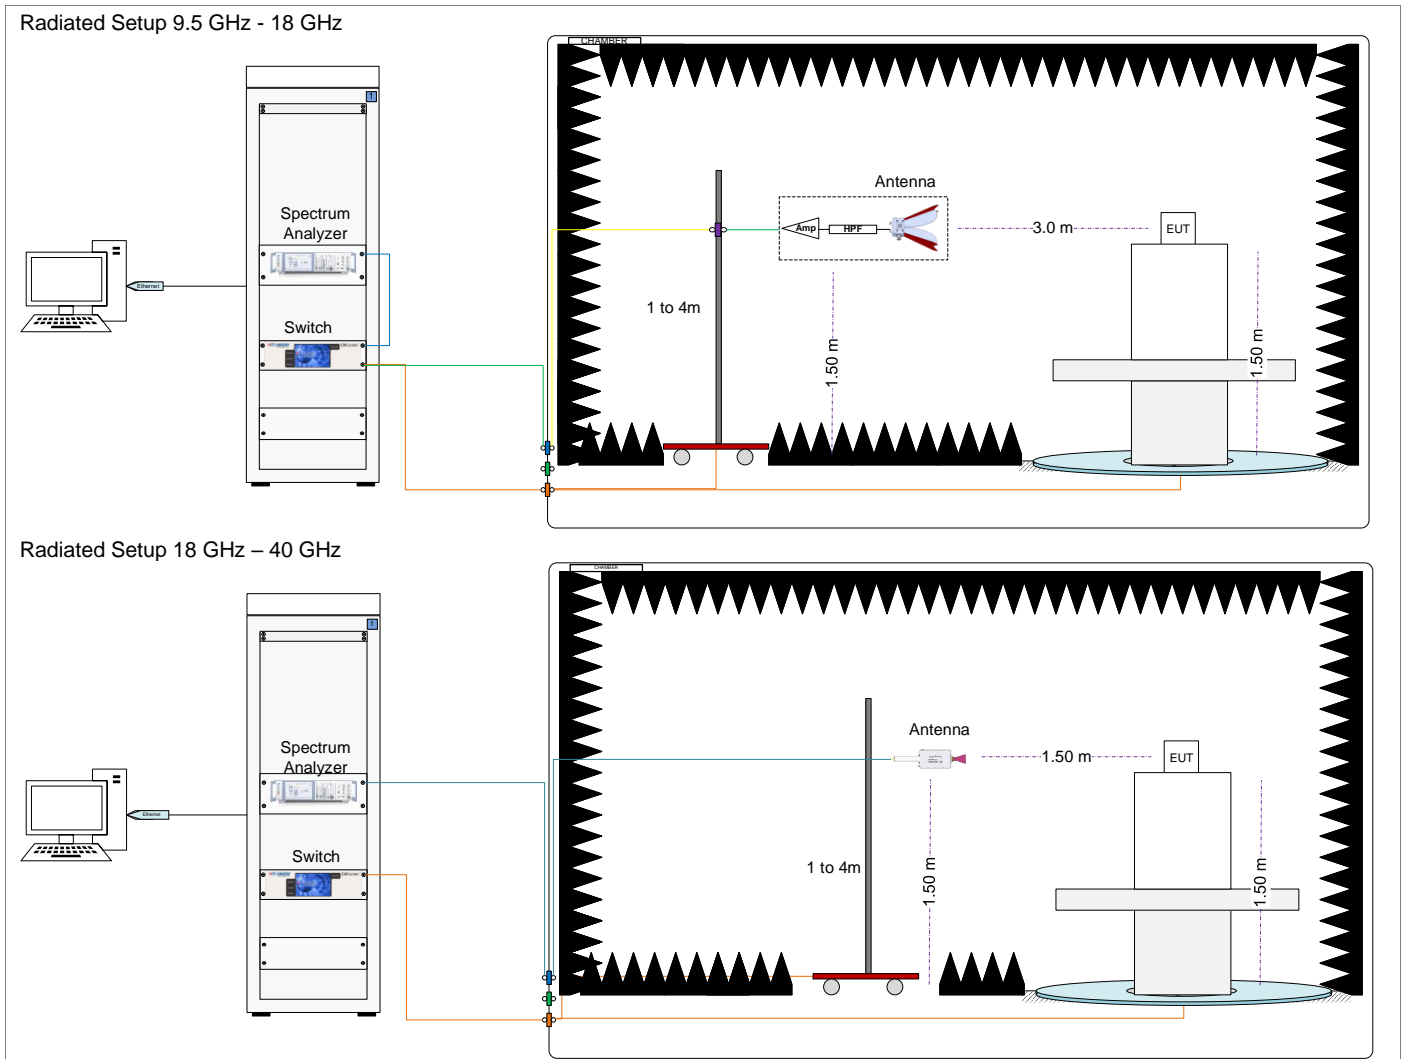 Radiated Setup 9.5 GHz - 18 GHz
CHAMBER
1
Antenna
Spectrum
Analyzer
Amp
HPF
3.0 m
EUT
Ethernet
1 to 4m
Switch
1.50 m
1.50 m
Radiated Setup 18 GHz – 40 GHz
CHAMBER
1
Antenna
Spectrum
Analyzer
1.50 m
EUT
Ethernet
Switch
1 to 4m
1.50 m
1.50 m